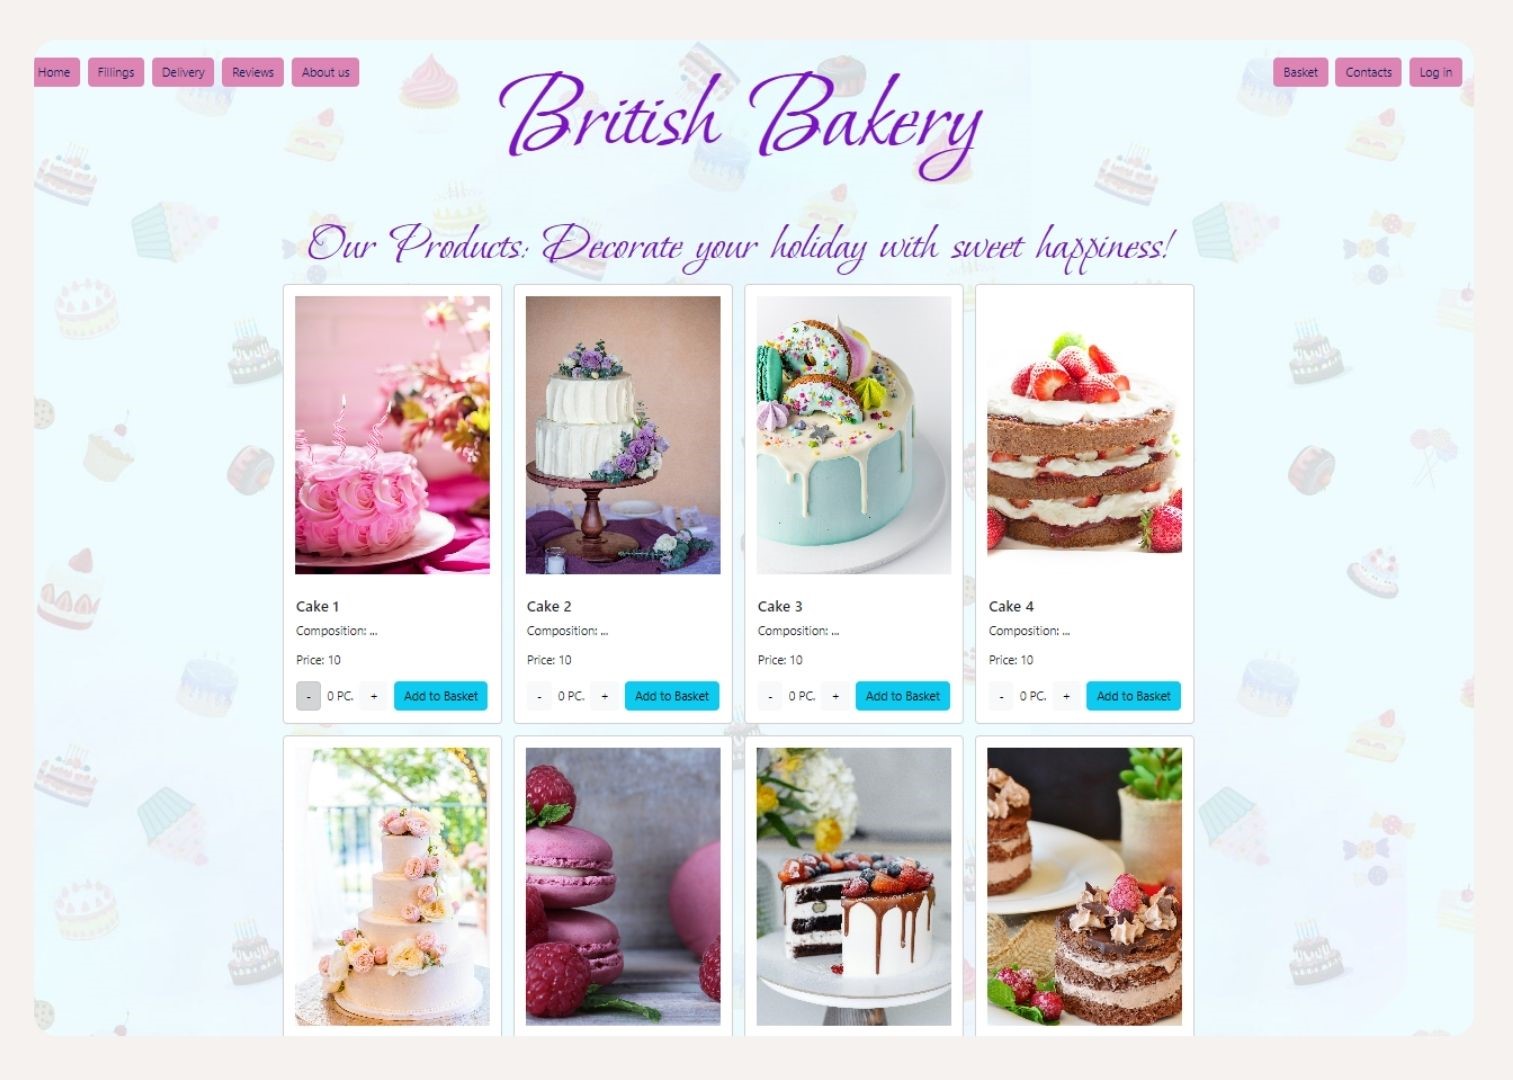 Home Fillings Delivery Reviews About us Basket Contacts Log in
British Bakery
Our Products: Decorate your holiday with sweet happiness!
Cake 1
Composition: ...
Price: 10
- 0 PC. + Add to Basket
Cake 2
Composition: ...
Price: 10
- 0 PC. + Add to Basket
Cake 3
Composition: ...
Price: 10
- 0 PC. + Add to Basket
Cake 4
Composition: ...
Price: 10
- 0 PC. + Add to Basket